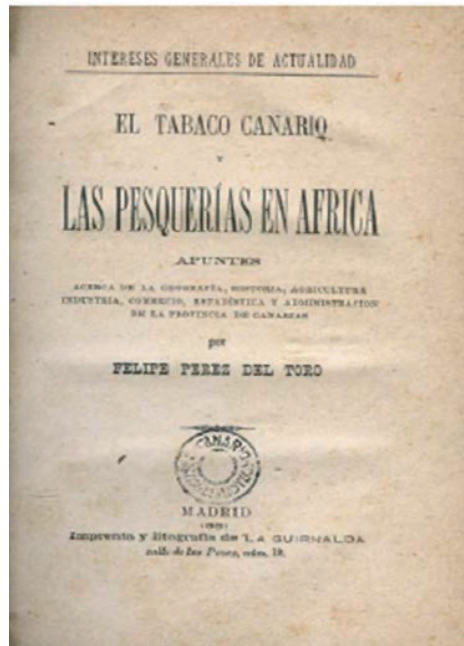 INTERESES GENERALES DE ACTUALIDAD
EL TABACO CANARIO
Y
LAS PESQUERÍAS EN AFRICA
APUNTES
ACERCA DE LA GEOGRAFÍA, HISTORIA, AGRICULTURA
INDUSTRIA, COMERCIO, ESTADÍSTICA Y ADMINISTRACION
DE LA PROVINCIA DE CANARIAS
por
FELIPE PEREZ DEL TORO
CANARIO
MADRID
Imprenta y litografía de LA GUIRNALDA
calle de las Pozas, núm. 12.